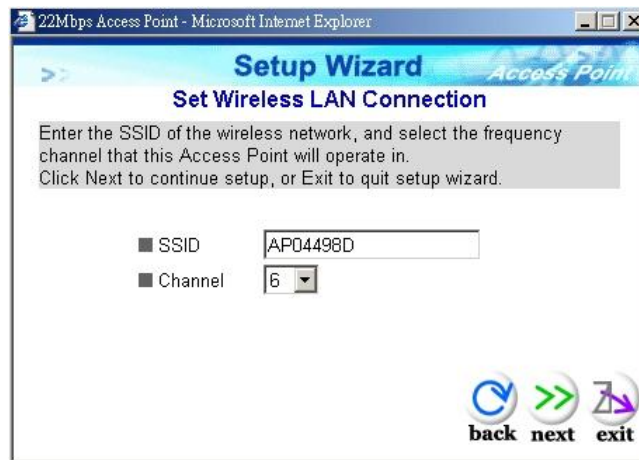 22Mbps Access Point - Microsoft Internet Explorer
Setup Wizard
Access Point
Set Wireless LAN Connection
Enter the SSID of the wireless network, and select the frequency
channel that this Access Point will operate in.
Click Next to continue setup, or Exit to quit setup wizard.
SSID AP04498D
Channel 6
back next exit